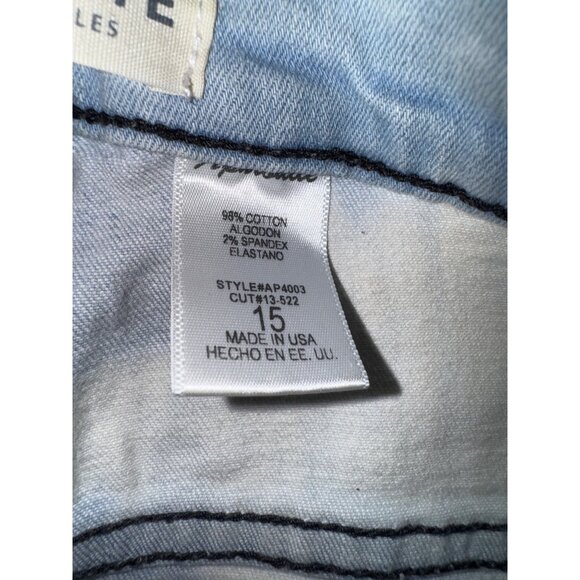 LES
98% COTTON
ALGODON
2% SPANDEX
ELASTANO
STYLE#AP4003
CUT#13-522
15
MADE IN USA
HECHO EN EE. UU.